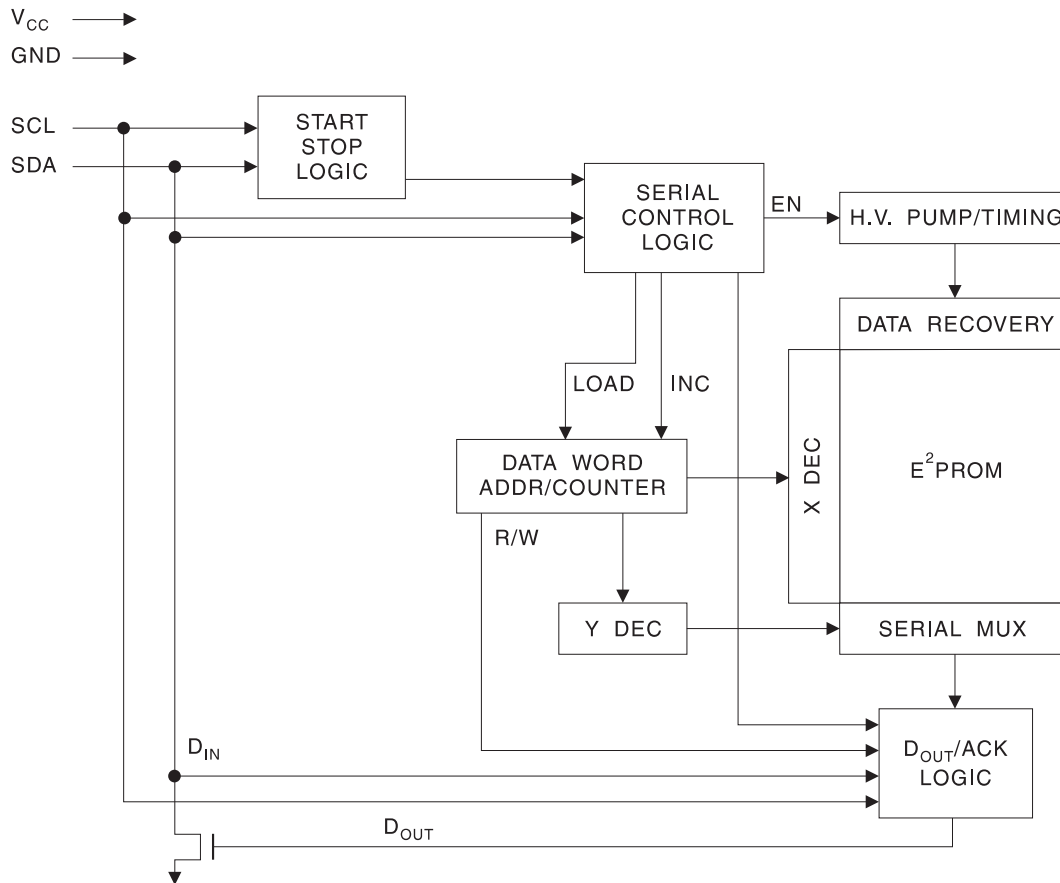 VCC
GND
SCL
SDA
START
STOP
LOGIC
SERIAL
CONTROL
LOGIC
EN
H.V. PUMP/TIMING
DATA RECOVERY
LOAD
INC
DATA WORD
ADDR/COUNTER
X DEC
E²PROM
R/W
Y DEC
SERIAL MUX
DIN
DOUT/ACK
LOGIC
DOUT